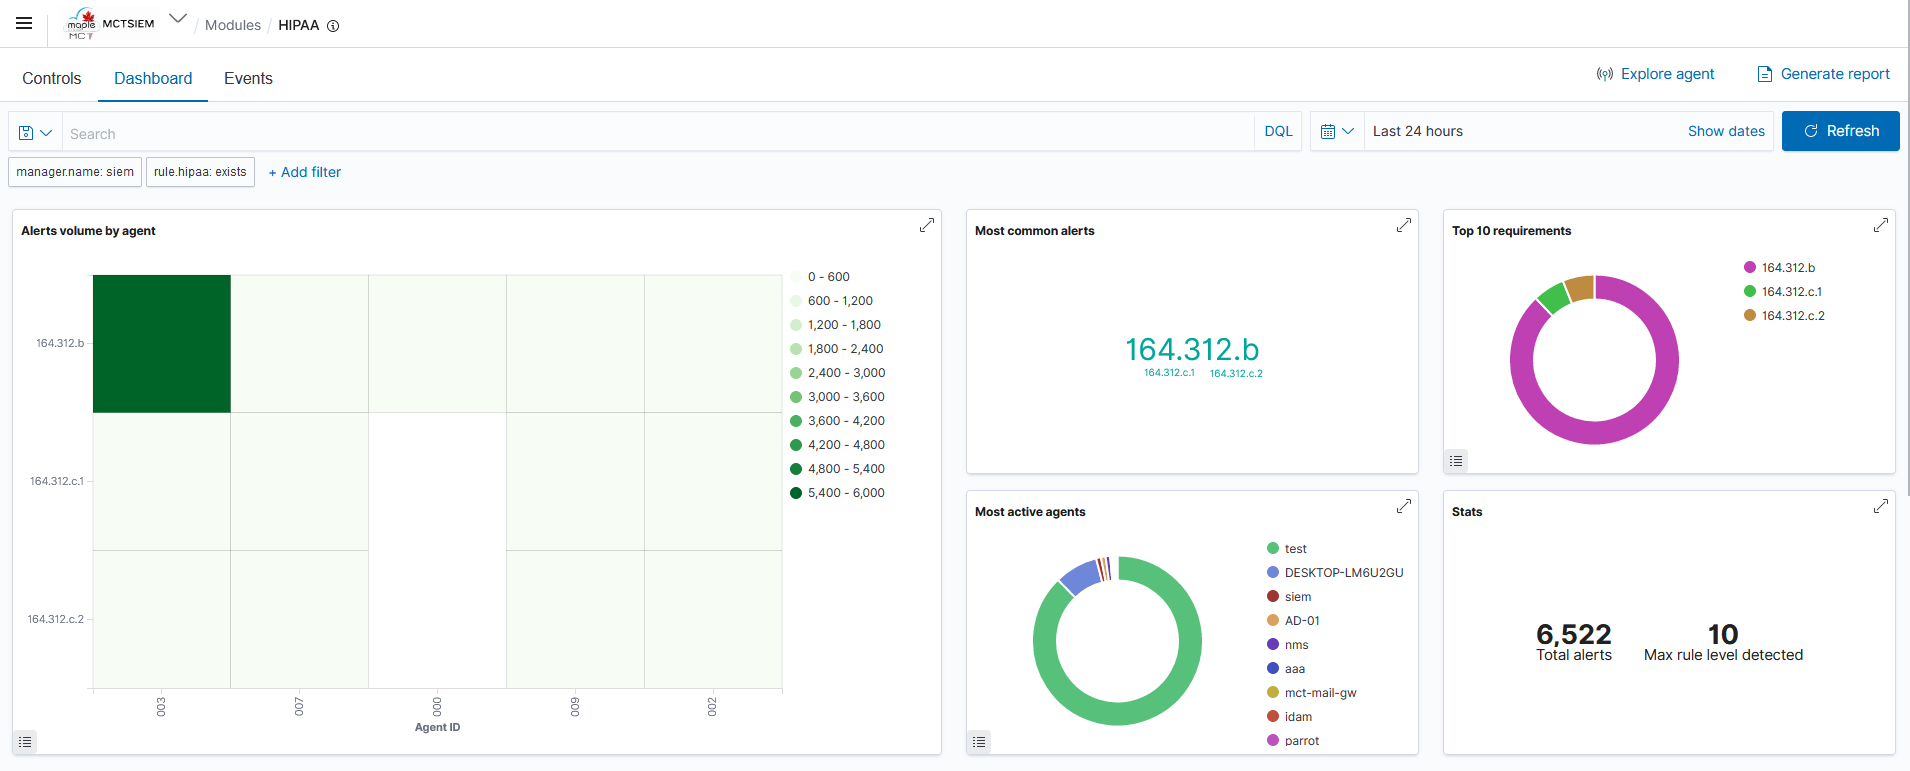 maple
MCT
MCTSIEM / Modules / HIPAA
Controls
Dashboard
Events
Explore agent
Generate report
Search
DQL
Last 24 hours
Show dates
Refresh
manager.name: siem
rule.hipaa: exists
+ Add filter
Alerts volume by agent
164.312.b
164.312.c.1
164.312.c.2
003
007
000
009
002
Agent ID
0 - 600
600 - 1,200
1,200 - 1,800
1,800 - 2,400
2,400 - 3,000
3,000 - 3,600
3,600 - 4,200
4,200 - 4,800
4,800 - 5,400
5,400 - 6,000
Most common alerts
164.312.b
164.312.c.1 164.312.c.2
Top 10 requirements
164.312.b
164.312.c.1
164.312.c.2
Most active agents
test
DESKTOP-LM6U2GU
siem
AD-01
nms
aaa
mct-mail-gw
idam
parrot
Stats
6,522
Total alerts
10
Max rule level detected